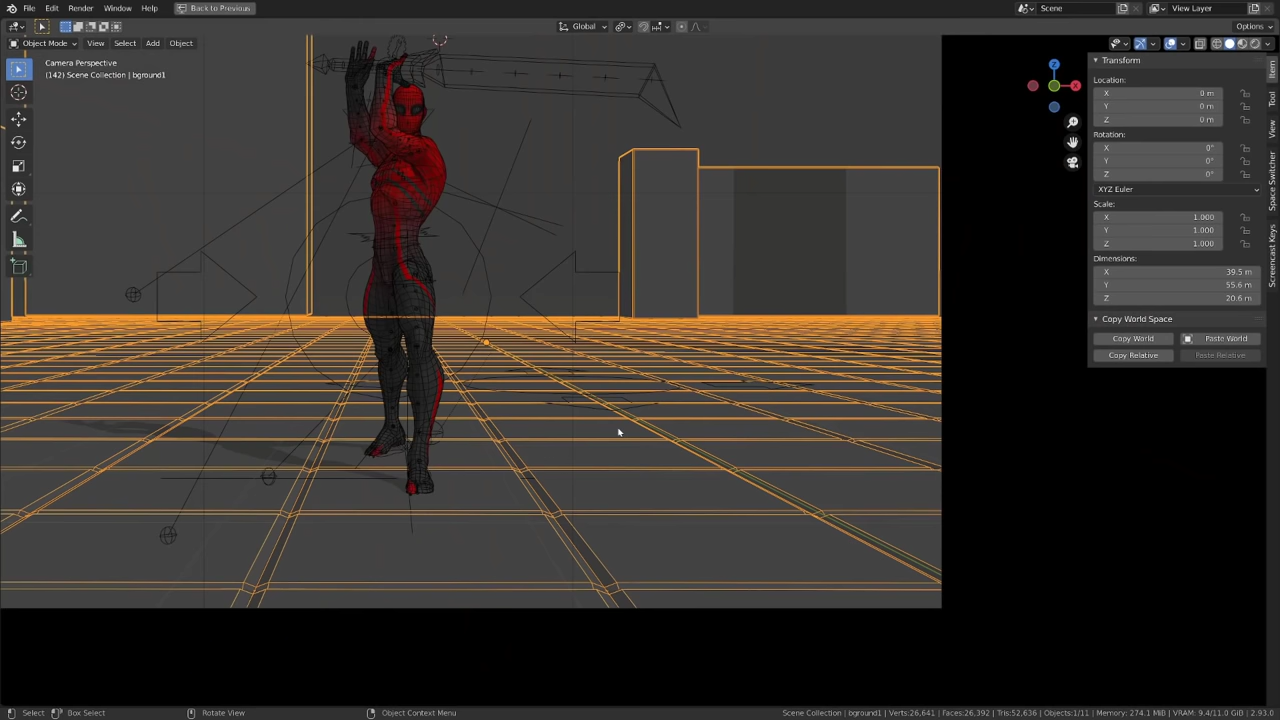 File Edit Render Window Help Back to Previous Scene View Layer
Global Options
Object Mode View Select Add Object
Camera Perspective
(142) Scene Collection | bground1
Z
X
Transform
Location:
X 0 m
Y 0 m
Z 0 m
Rotation:
X 0°
Y 0°
Z 0°
XYZ Euler
Scale:
X 1.000
Y 1.000
Z 1.000
Dimensions:
X 39.5 m
Y 55.6 m
Z 20.6 m
Copy World Space
Copy World Paste World
Copy Relative Paste Relative
Item
Tool
View
Space Switcher
Screencast Keys
Select Box Select Rotate View Object Context Menu Scene Collection | bground1 | Verts:26,641 | Faces:26,392 | Tris:52,636 | Objects:1/11 | Memory: 274.1 MiB | VRAM: 9.4/11.0 GiB | 2.93.0